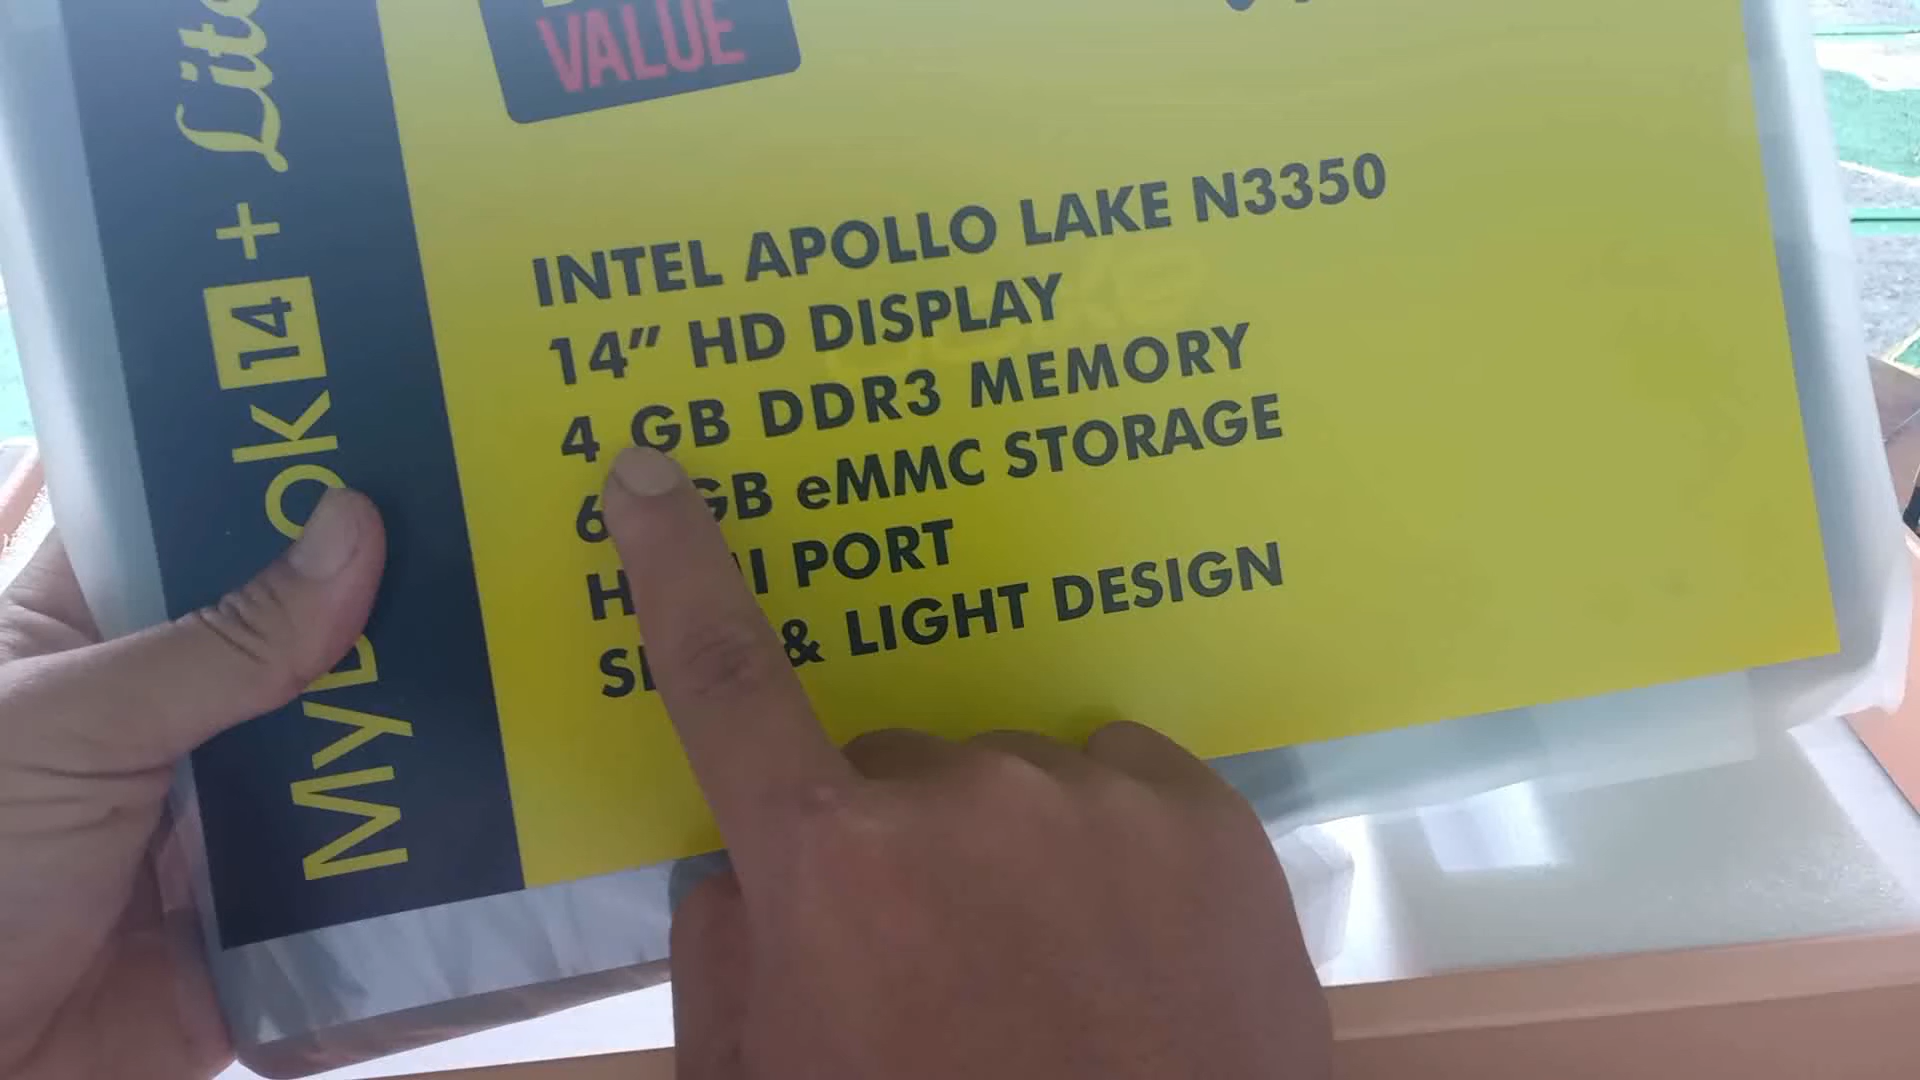 VALUE
INTEL APOLLO LAKE N3350
14” HD DISPLAY
4 GB DDR3 MEMORY
GB eMMC STORAGE
PORT
& LIGHT DESIGN
14 + Lite